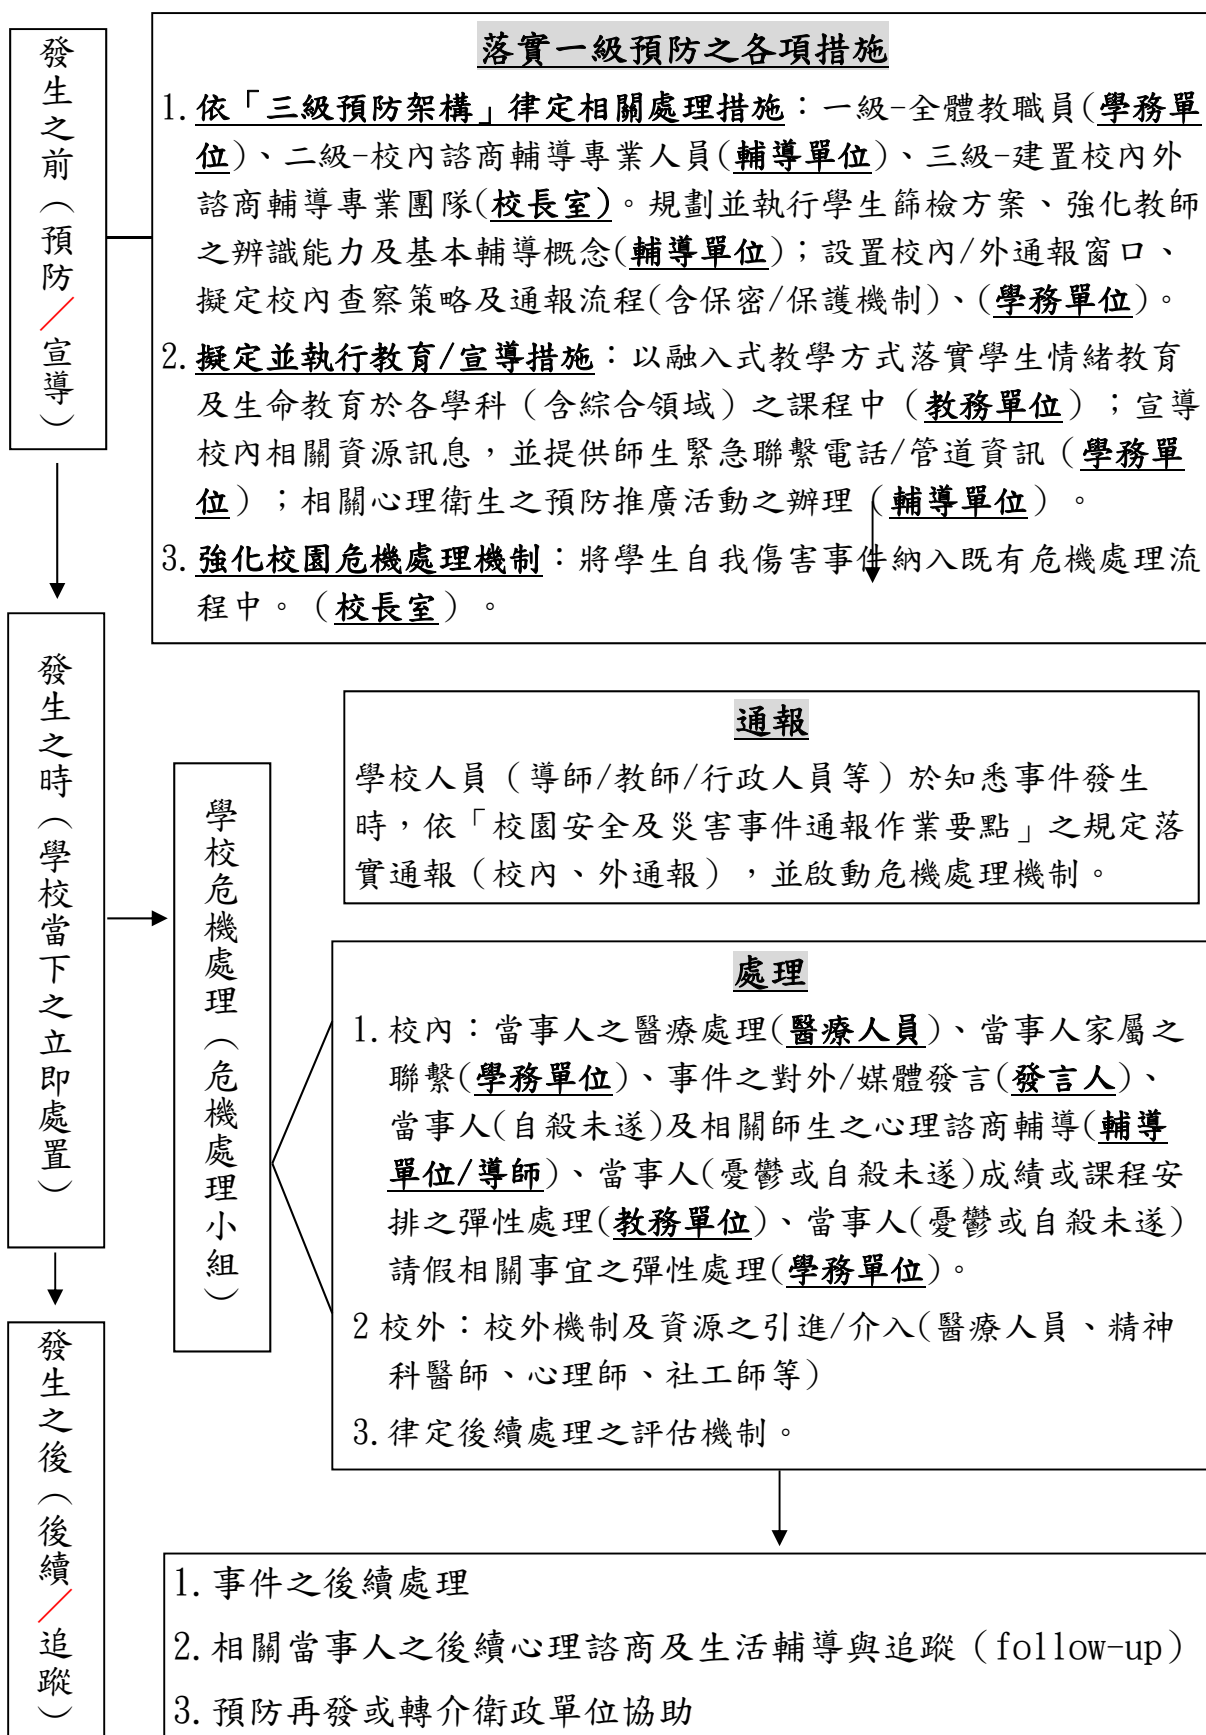 發生之前（預防／宣導）
落實一級預防之各項措施
1.依「三級預防架構」律定相關處理措施：一級-全體教職員(學務單
位)、二級-校內諮商輔導專業人員(輔導單位)、三級-建置校內外
諮商輔導專業團隊(校長室)。規劃並執行學生篩檢方案、強化教師
之辨識能力及基本輔導概念(輔導單位)；設置校內/外通報窗口、
擬定校內查察策略及通報流程(含保密/保護機制)、(學務單位)。
2.擬定並執行教育/宣導措施：以融入式教學方式落實學生情緒教育
及生命教育於各學科（含綜合領域）之課程中（教務單位）；宣導
校內相關資源訊息，並提供師生緊急聯繫電話/管道資訊（學務單
位）；相關心理衛生之預防推廣活動之辦理（輔導單位）。
3.強化校園危機處理機制：將學生自我傷害事件納入既有危機處理流
程中。（校長室）。
發生之時（學校當下之立即處置）
學校危機處理（危機處理小組）
通報
學校人員（導師/教師/行政人員等）於知悉事件發生
時，依「校園安全及災害事件通報作業要點」之規定落
實通報（校內、外通報），並啟動危機處理機制。
處理
1.校內：當事人之醫療處理(醫療人員)、當事人家屬之
聯繫(學務單位)、事件之對外/媒體發言(發言人)、
當事人(自殺未遂)及相關師生之心理諮商輔導(輔導
單位/導師)、當事人(憂鬱或自殺未遂)成績或課程安
排之彈性處理(教務單位)、當事人(憂鬱或自殺未遂)
請假相關事宜之彈性處理(學務單位)。
2 校外：校外機制及資源之引進/介入(醫療人員、精神
科醫師、心理師、社工師等)
3.律定後續處理之評估機制。
發生之後（後續／追蹤）
1.事件之後續處理
2.相關當事人之後續心理諮商及生活輔導與追蹤（follow-up）
3.預防再發或轉介衛政單位協助